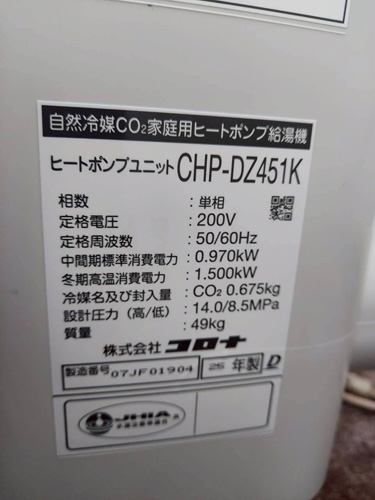 自然冷媒CO2家庭用ヒートポンプ給湯機
ヒートポンプユニット CHP-DZ451K
相数 : 単相
定格電圧 : 200V
定格周波数 : 50/60Hz
中間期標準消費電力 : 0.970kW
冬期高温消費電力 : 1.500kW
冷媒名及び封入量 : CO2 0.675kg
設計圧力(高/低) : 14.0/8.5MPa
質量 : 49kg
株式会社コロナ
製造番号 07JF01904 25 年製 D
JHIA A